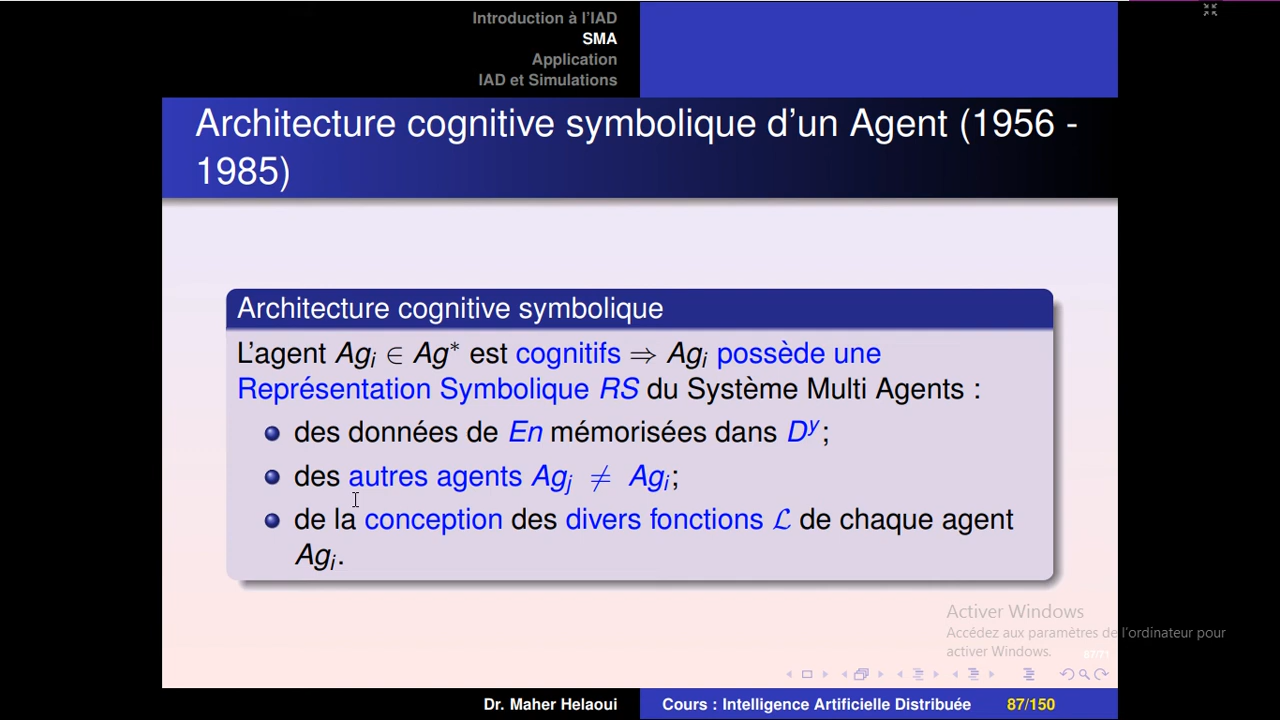 Introduction à l'IAD
SMA
Application
IAD et Simulations
Architecture cognitive symbolique d'un Agent (1956 -
1985)
Architecture cognitive symbolique
L'agent Agi ∈ Ag* est cognitifs ⇒ Agi possède une
Représentation Symbolique RS du Système Multi Agents :
des données de En mémorisées dans Dy;
des autres agents Agj ≠ Agi;
de la conception des divers fonctions ℒ de chaque agent
Agi.
Activer Windows
Accédez aux paramètres de l'ordinateur pour
activer Windows.
Dr. Maher Helaoui
Cours : Intelligence Artificielle Distribuée
87/150